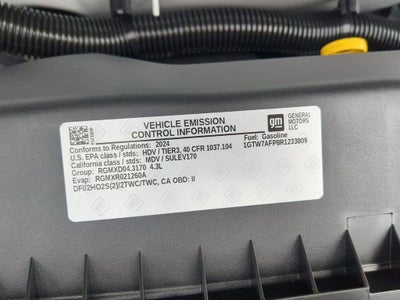 VEHICLE EMISSION
CONTROL INFORMATION
gm
GENERAL
MOTORS
LLC
Conforms to Regulations: 2024
Fuel: Gasoline
U.S. EPA class / stds: HDV / TIER3, 40 CFR 1037.104
1GTW7AFP8R1233809
California class / stds: MDV / SULEV170
Group: RGMXD04.3170 4.3L
Evap: RGMXR021260A
DFI/2HO2S(2)/2TWC/TWC, CA OBD: II